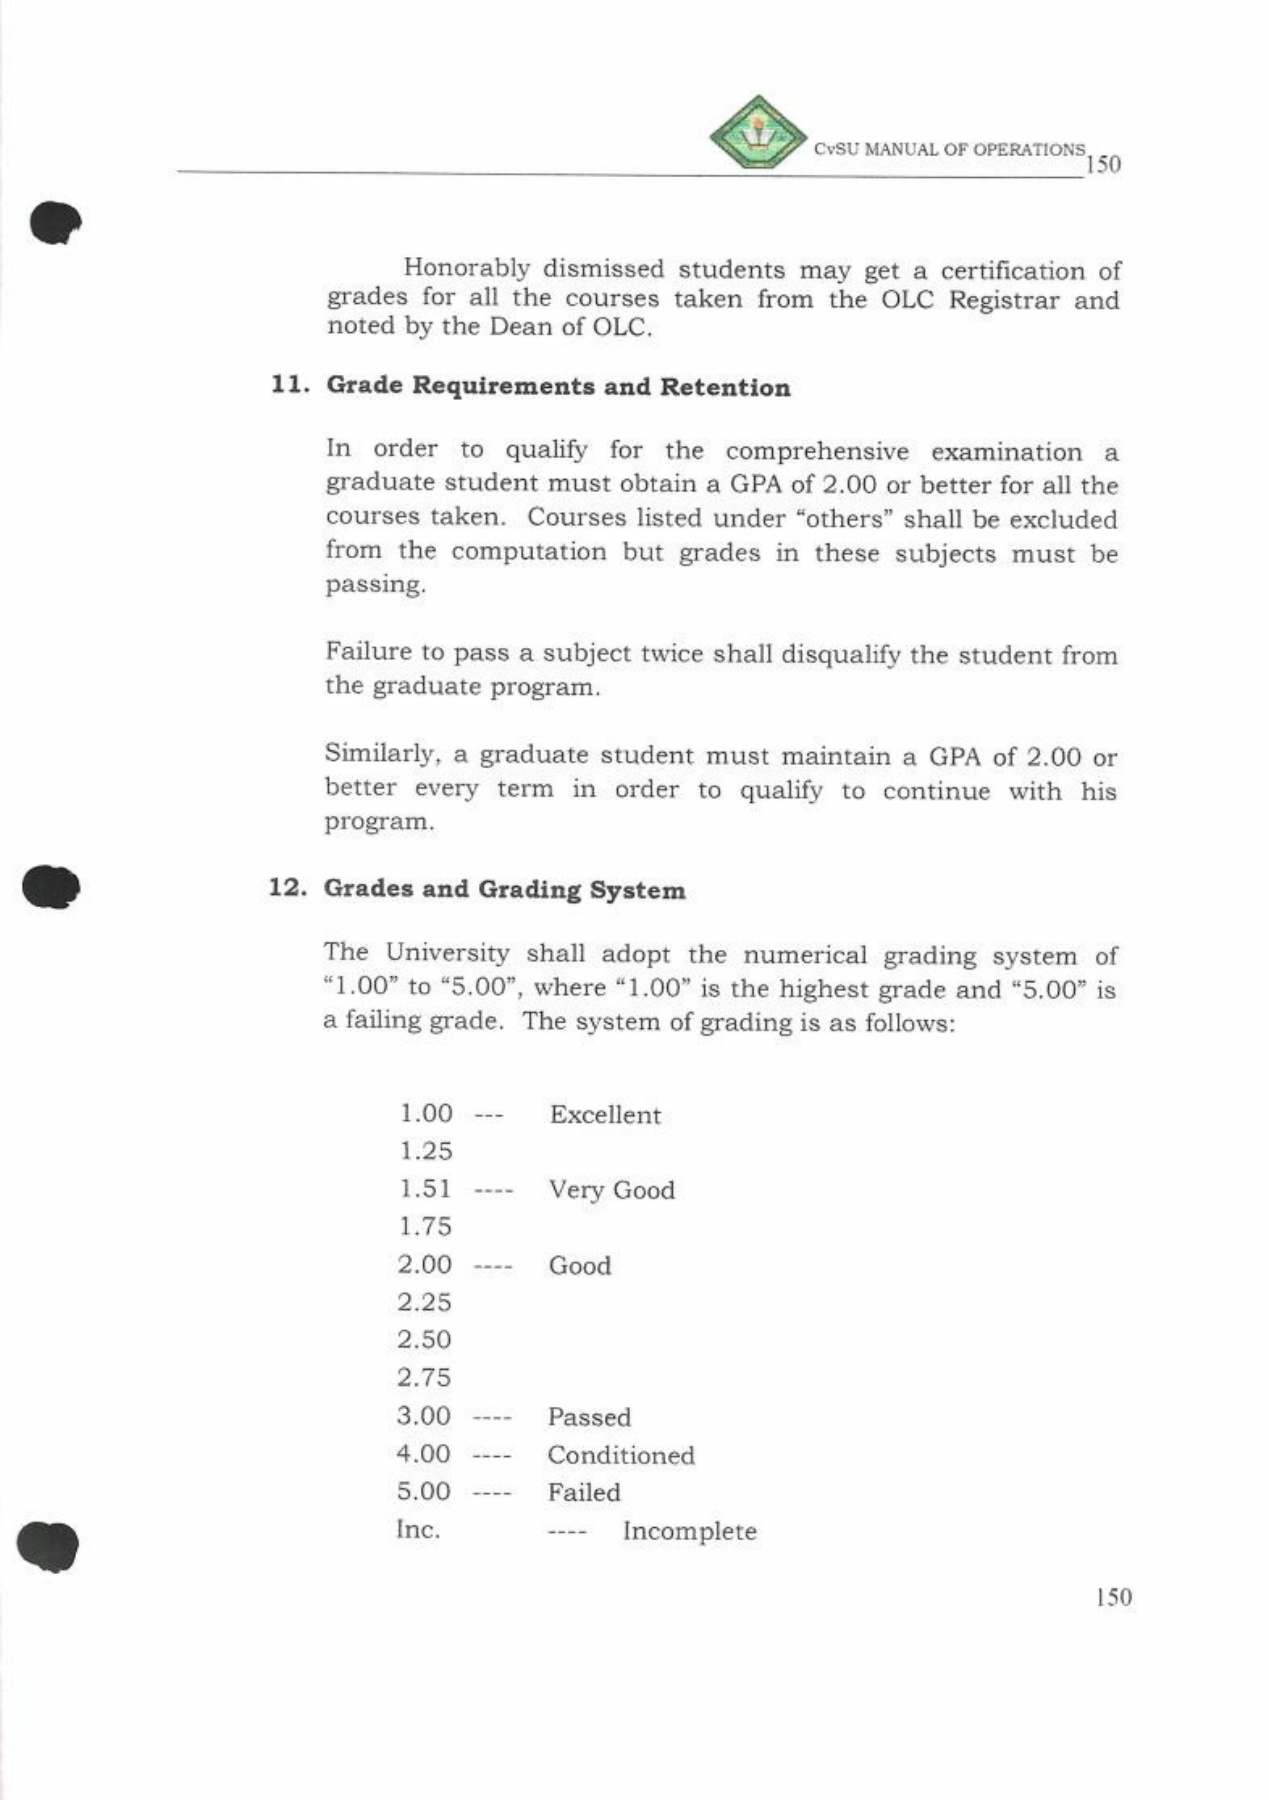 CvSU MANUAL OF OPERATIONS 150
Honorably dismissed students may get a certification of
grades for all the courses taken from the OLC Registrar and
noted by the Dean of OLC.
11. Grade Requirements and Retention
In order to qualify for the comprehensive examination a
graduate student must obtain a GPA of 2.00 or better for all the
courses taken. Courses listed under “others” shall be excluded
from the computation but grades in these subjects must be
passing.
Failure to pass a subject twice shall disqualify the student from
the graduate program.
Similarly, a graduate student must maintain a GPA of 2.00 or
better every term in order to qualify to continue with his
program.
12. Grades and Grading System
The University shall adopt the numerical grading system of
“1.00” to “5.00”, where “1.00” is the highest grade and “5.00” is
a failing grade. The system of grading is as follows:
1.00 --- Excellent
1.25
1.51 ---- Very Good
1.75
2.00 ---- Good
2.25
2.50
2.75
3.00 ---- Passed
4.00 ---- Conditioned
5.00 ---- Failed
Inc. ---- Incomplete
150